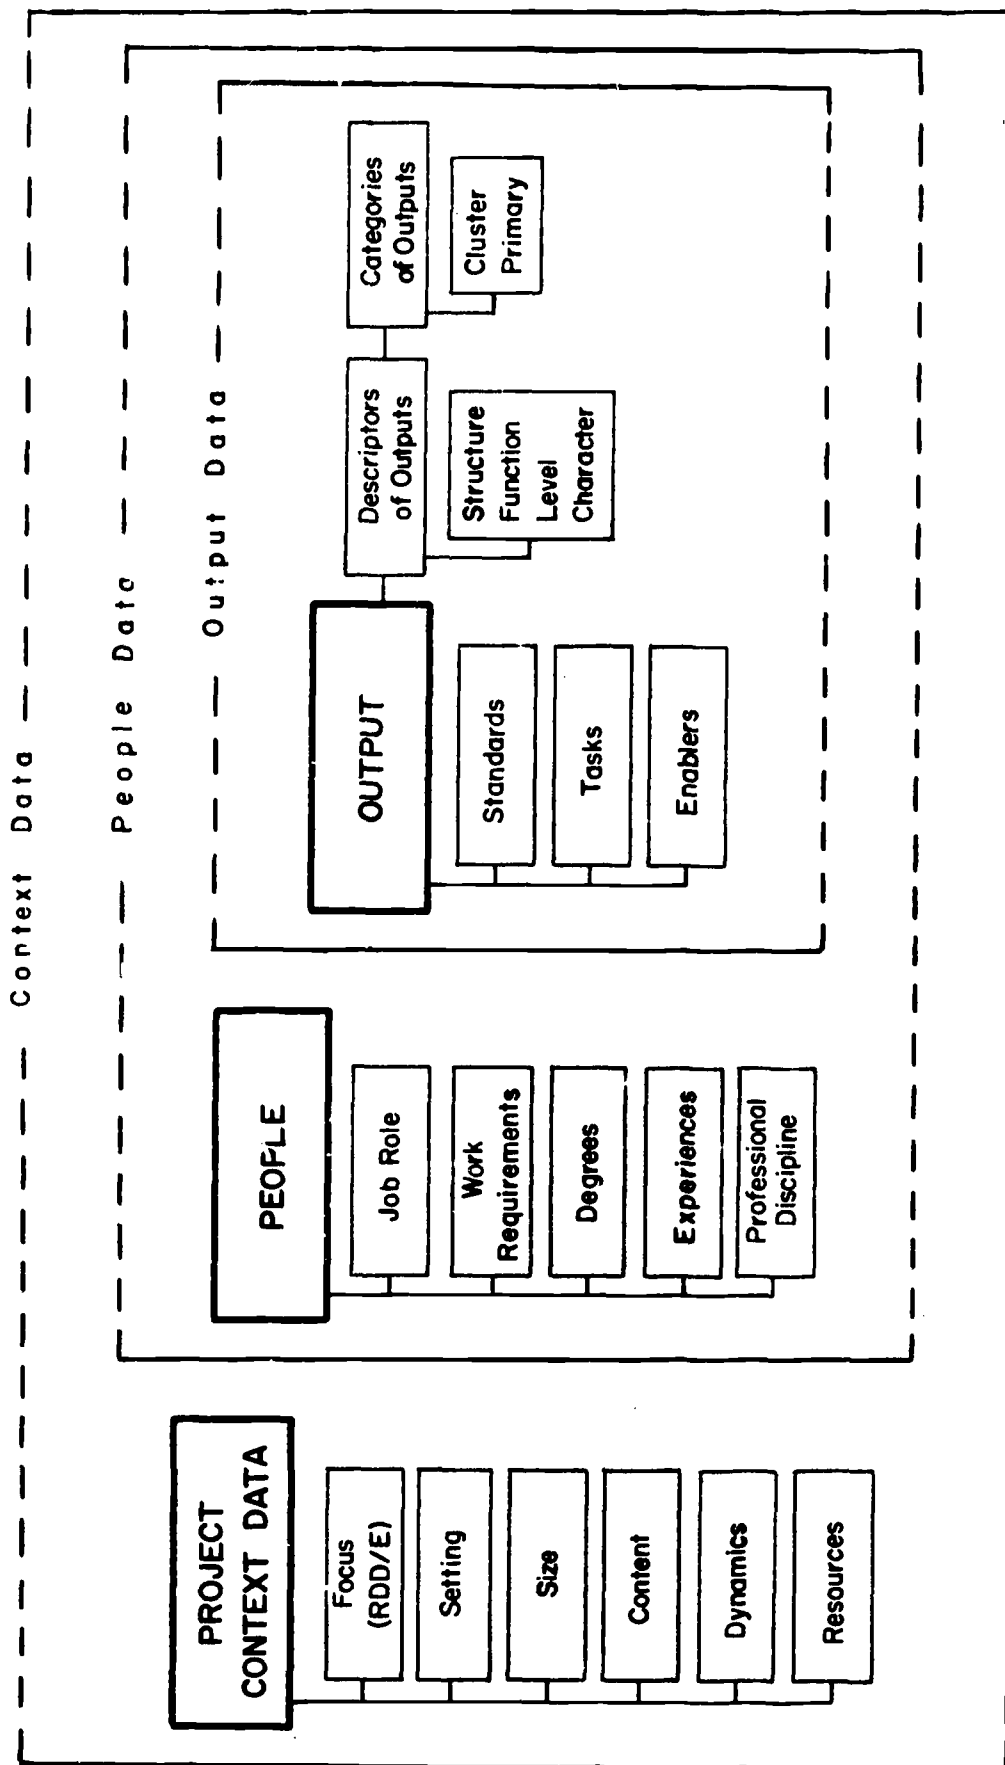 Context Data
People Data
Output Data
PROJECT
CONTEXT DATA
Focus
(RDD/E)
Setting
Size
Content
Dynamics
Resources
PEOPLE
Job Role
Work
Requirements
Degrees
Experiences
Professional
Discipline
OUTPUT
Standards
Tasks
Enablers
Descriptors
of Outputs
Structure
Function
Level
Character
Categories
of Outputs
Cluster
Primary